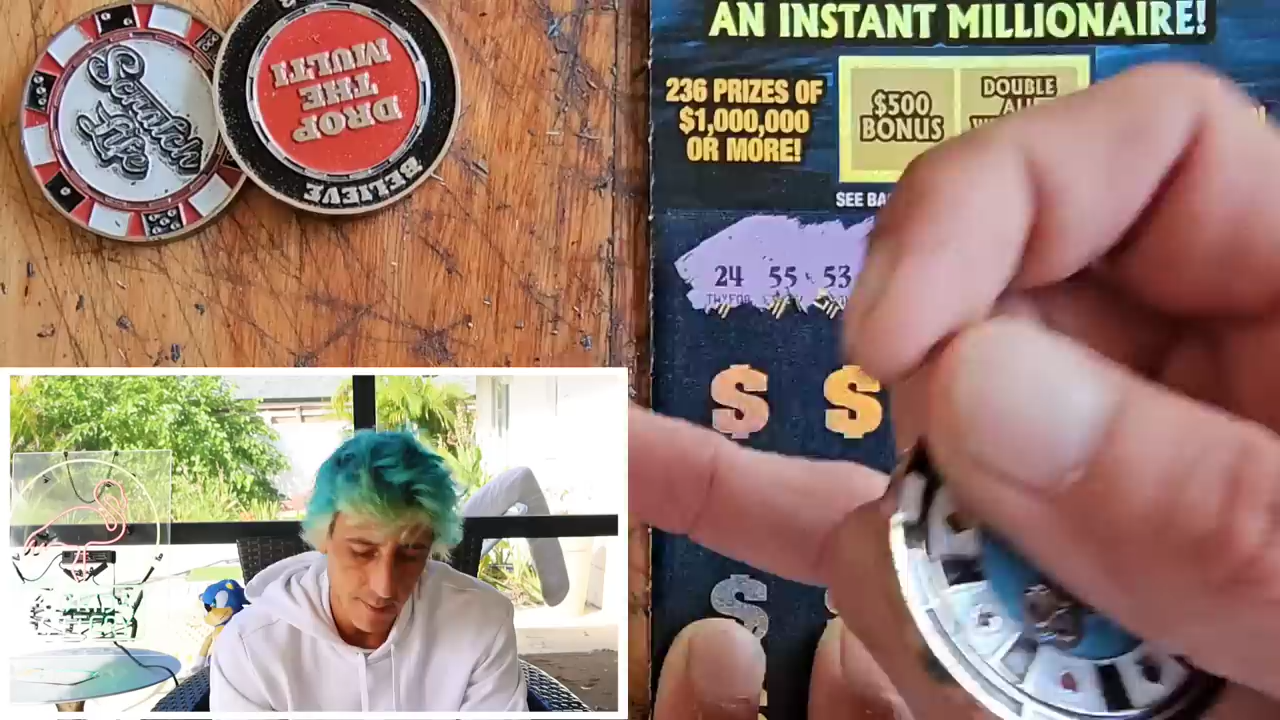 Scratch
Life
DROP
THE
MULTI
BELIEVE
AN INSTANT MILLIONAIRE!
236 PRIZES OF
$1,000,000
OR MORE!
$500
BONUS
DOUBLE
SEE
24 55 53
$ $
$